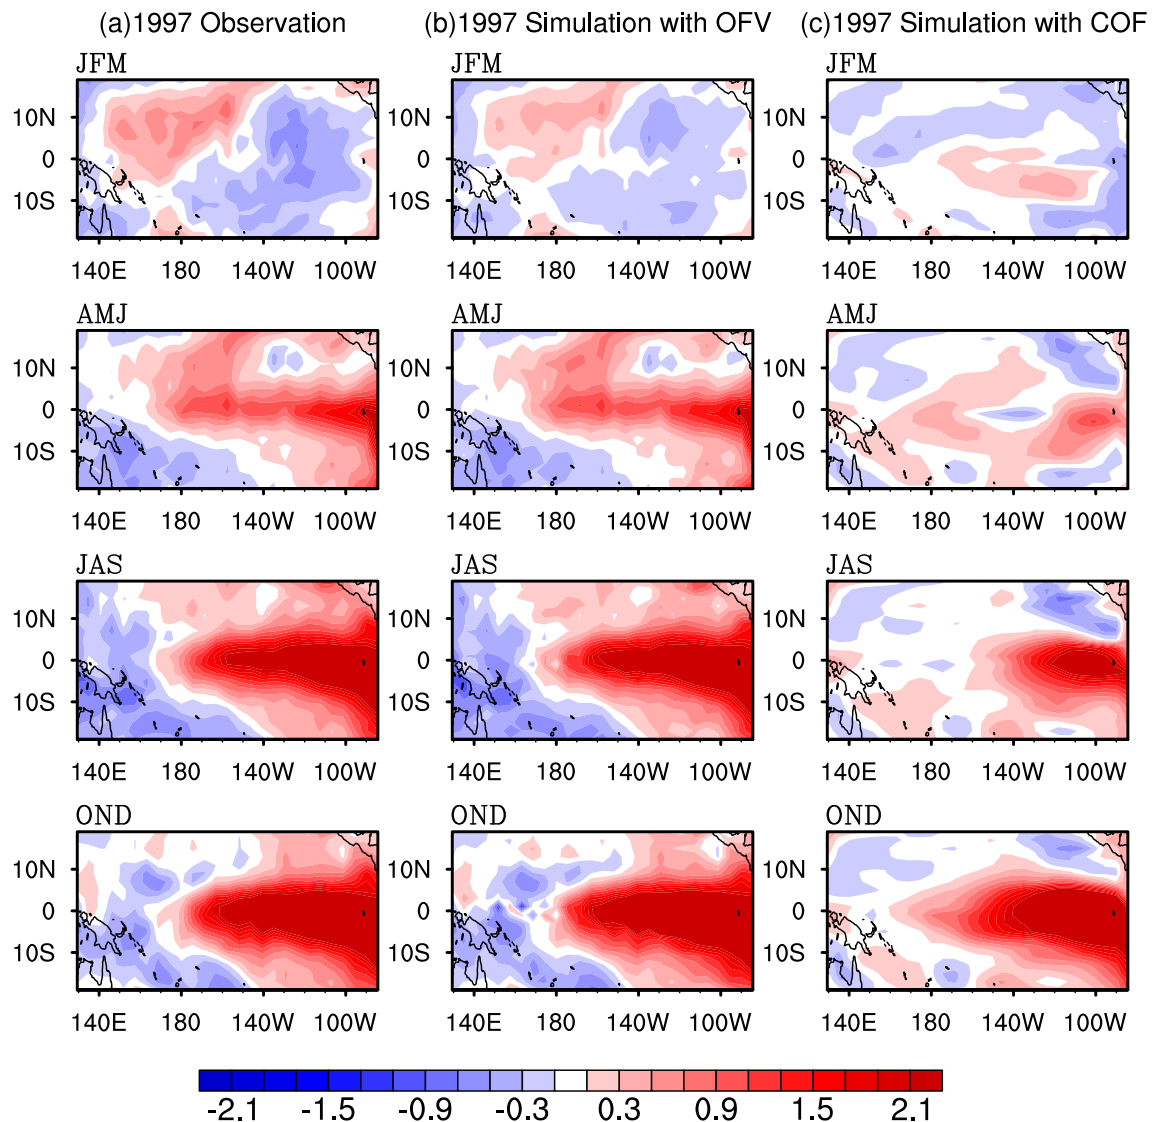 (a)1997 Observation (b)1997 Simulation with OFV (c)1997 Simulation with COF
JFM JFM JFM
10N 10N 10N
0 0 0
10S 10S 10S
140E 180 140W 100W 140E 180 140W 100W 140E 180 140W 100W
AMJ AMJ AMJ
10N 10N 10N
0 0 0
10S 10S 10S
140E 180 140W 100W 140E 180 140W 100W 140E 180 140W 100W
JAS JAS JAS
10N 10N 10N
0 0 0
10S 10S 10S
140E 180 140W 100W 140E 180 140W 100W 140E 180 140W 100W
OND OND OND
10N 10N 10N
0 0 0
10S 10S 10S
140E 180 140W 100W 140E 180 140W 100W 140E 180 140W 100W
-2.1 -1.5 -0.9 -0.3 0.3 0.9 1.5 2.1